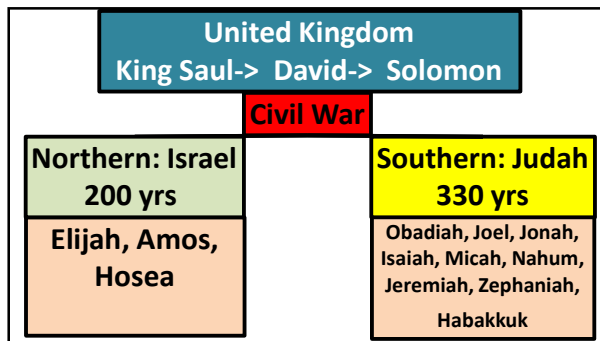 United Kingdom
King Saul-> David-> Solomon
Civil War
Northern: Israel
200 yrs
Southern: Judah
330 yrs
Elijah, Amos,
Hosea
Obadiah, Joel, Jonah,
Isaiah, Micah, Nahum,
Jeremiah, Zephaniah,
Habakkuk